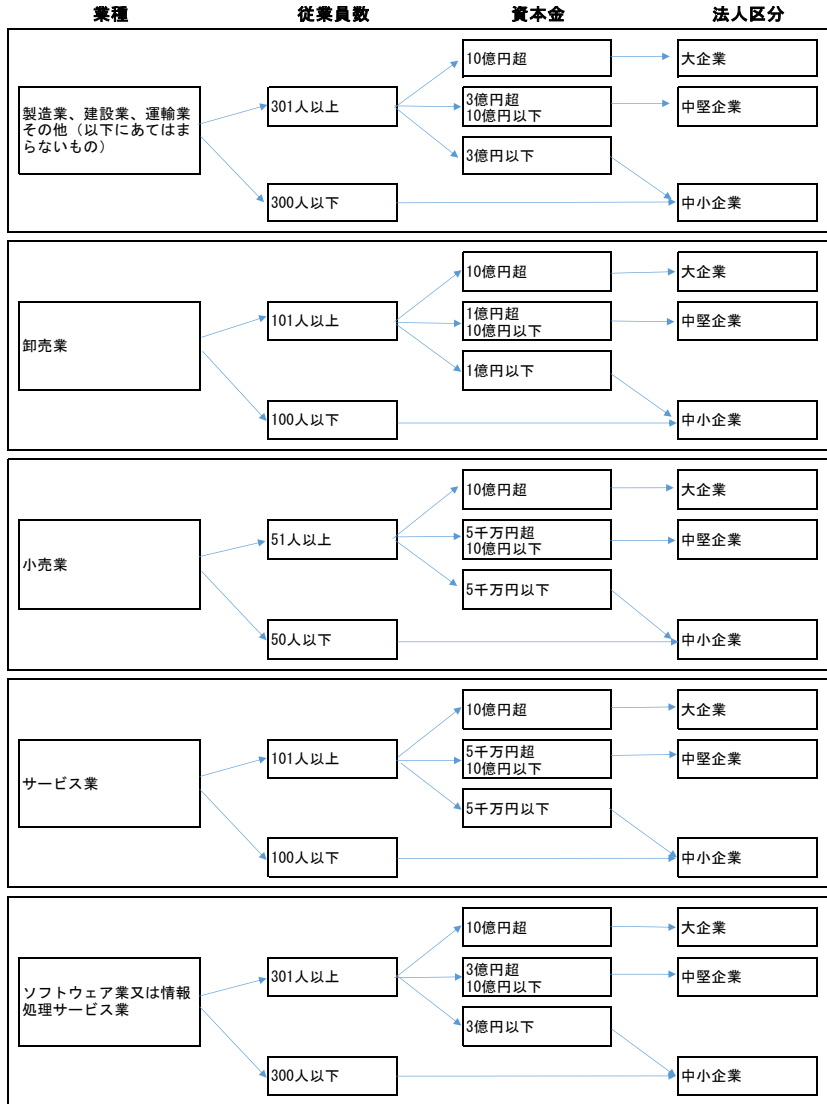 業種 従業員数 資本金 法人区分
製造業、建設業、運輸業
その他（以下にあてはま
らないもの）
301人以上
300人以下
10億円超
3億円超
10億円以下
3億円以下
大企業
中堅企業
中小企業
卸売業
101人以上
100人以下
10億円超
1億円超
10億円以下
1億円以下
大企業
中堅企業
中小企業
小売業
51人以上
50人以下
10億円超
5千万円超
10億円以下
5千万円以下
大企業
中堅企業
中小企業
サービス業
101人以上
100人以下
10億円超
5千万円超
10億円以下
5千万円以下
大企業
中堅企業
中小企業
ソフトウェア業又は情報
処理サービス業
301人以上
300人以下
10億円超
3億円超
10億円以下
3億円以下
大企業
中堅企業
中小企業